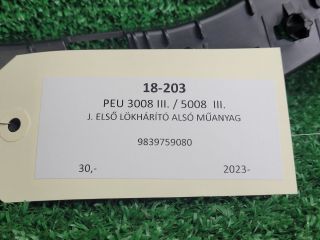 18-203
PEU 3008 III. / 5008 III.
J. ELSŐ LÖKHÁRÍTÓ ALSÓ MŰANYAG
9839759080
30,- 2023-